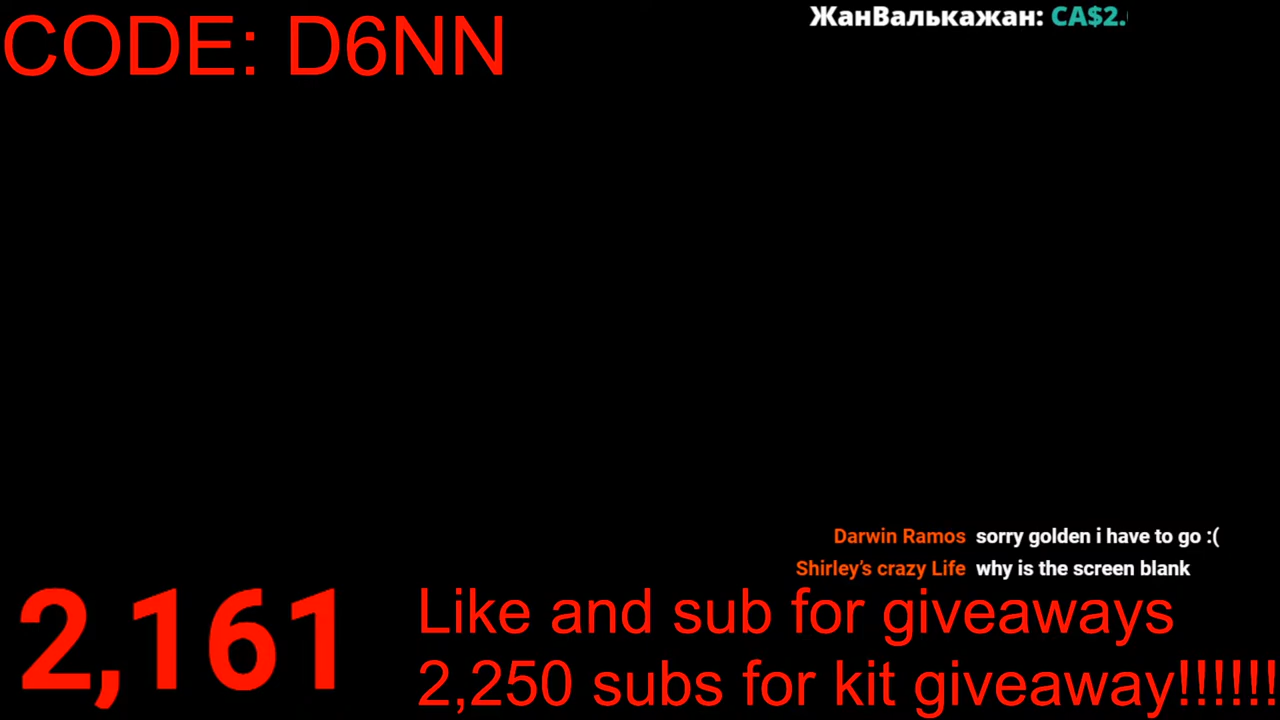 CODE: D6NN
ЖанВалькажан: CA$2.
Darwin Ramos sorry golden i have to go :(
Shirley's crazy Life why is the screen blank
2,161
Like and sub for giveaways
2,250 subs for kit giveaway!!!!!!